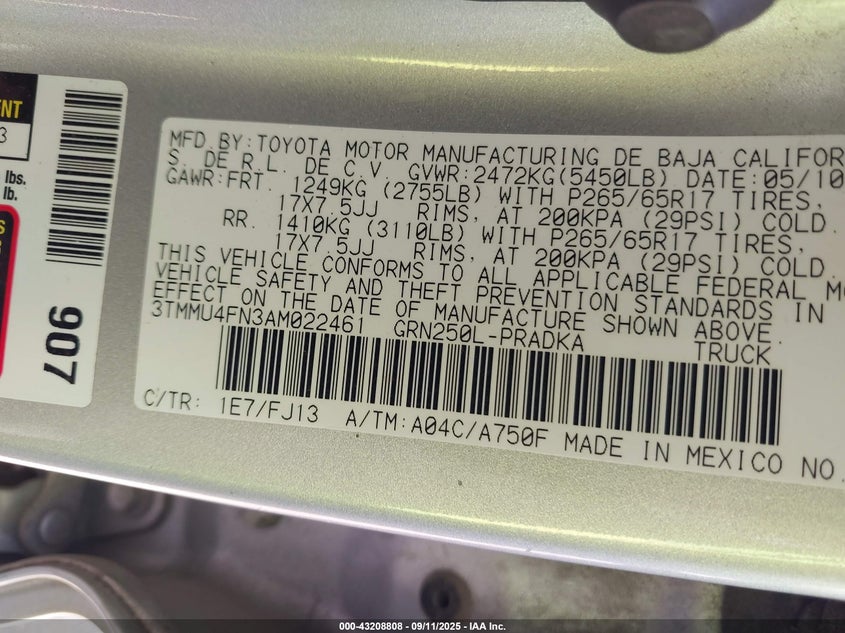 ENT
3
lbs.
lb.
S
907
MFD.BY:TOYOTA MOTOR MANUFACTURING DE BAJA CALIFOR
S. DE R.L. DE C.V. GVWR:2472KG(5450LB) DATE:05/10
GAWR:FRT. 1249KG (2755LB) WITH P265/65R17 TIRES,
17X7.5JJ RIMS, AT 200KPA (29PSI) COLD.
RR. 1410KG (3110LB) WITH P265/65R17 TIRES,
17X7.5JJ RIMS, AT 200KPA (29PSI) COLD.
THIS VEHICLE CONFORMS TO ALL APPLICABLE FEDERAL MO
VEHICLE SAFETY AND THEFT PREVENTION STANDARDS IN
EFFECT ON THE DATE OF MANUFACTURE SHOWN ABOVE.
3TMMU4FN3AM022461 GRN250L-PRADKA TRUCK
C/TR: 1E7/FJ13 A/TM:A04C/A750F MADE IN MEXICO NO.
000-43208808 - 09/11/2025 - IAA Inc.